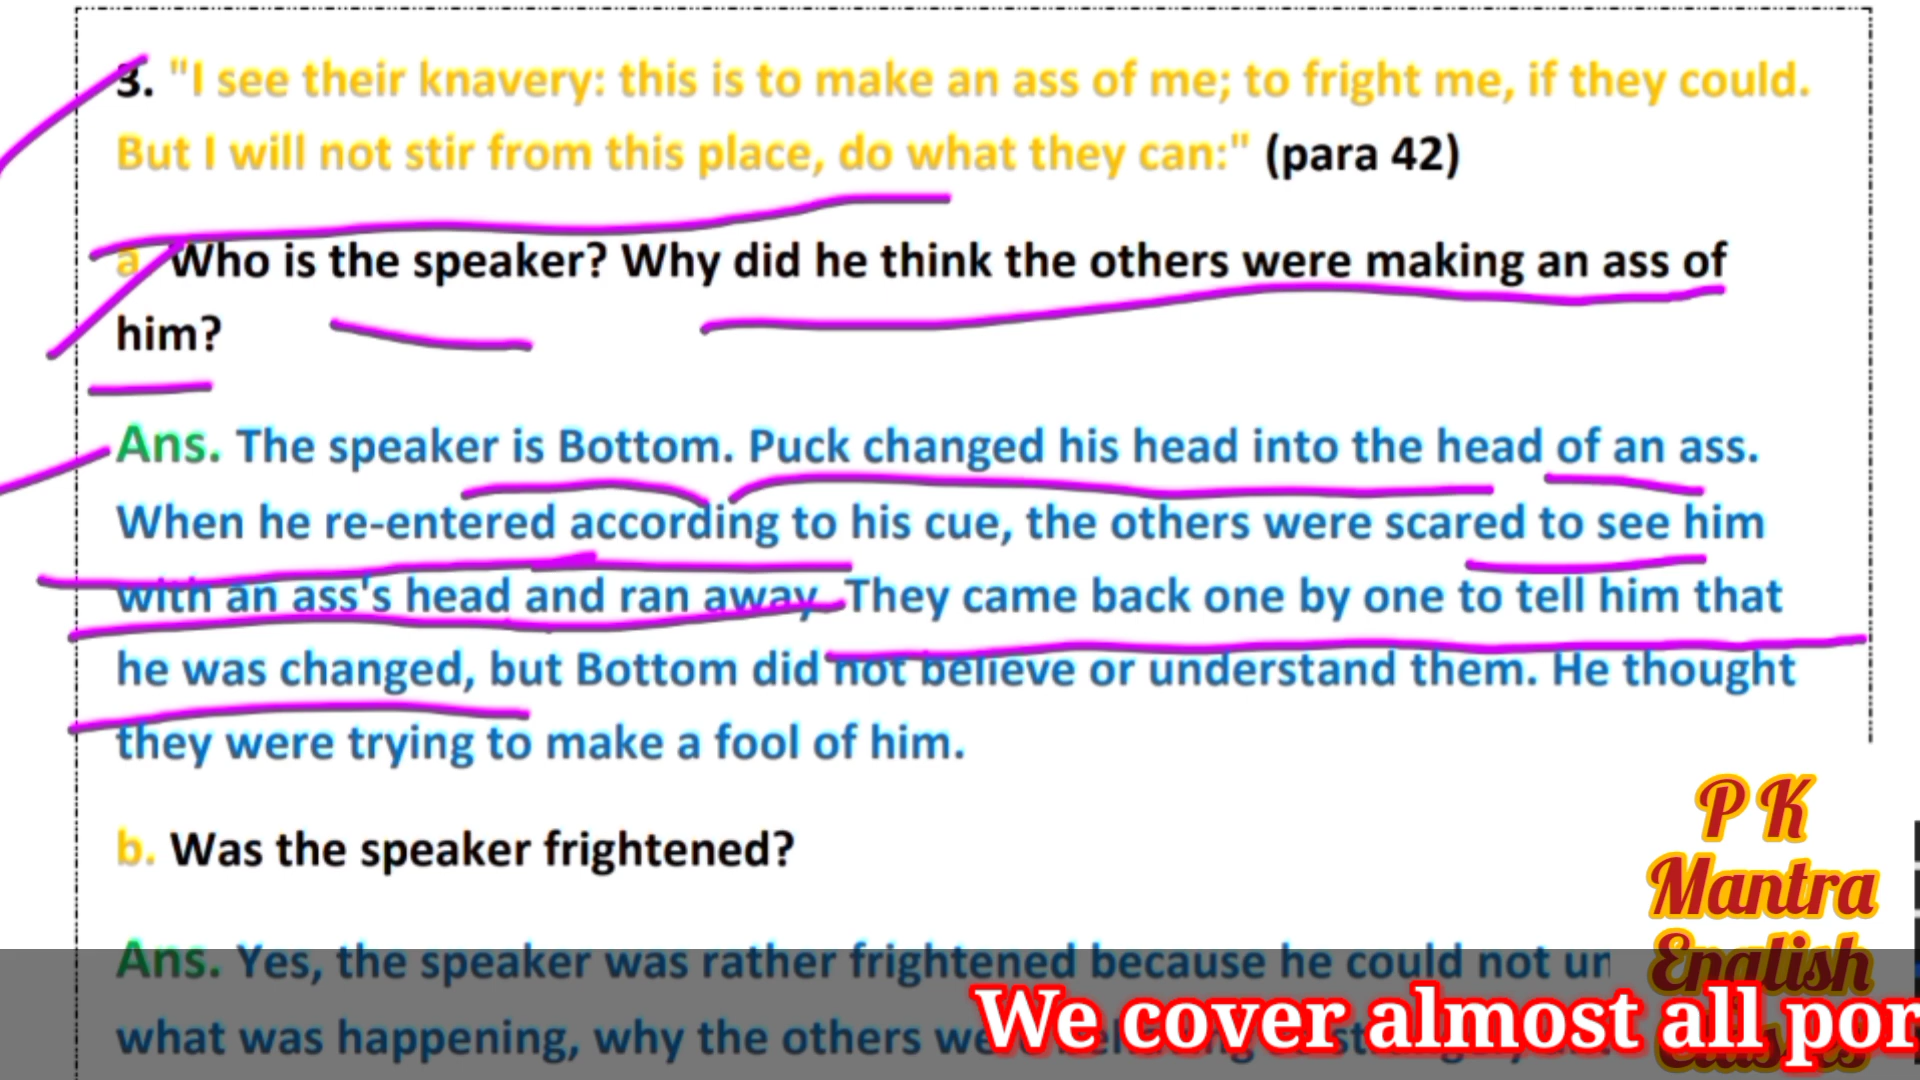 3. "I see their knavery: this is to make an ass of me; to fright me, if they could.
But I will not stir from this place, do what they can:" (para 42)
a. Who is the speaker? Why did he think the others were making an ass of
him?
Ans. The speaker is Bottom. Puck changed his head into the head of an ass.
When he re-entered according to his cue, the others were scared to see him
with an ass's head and ran away. They came back one by one to tell him that
he was changed, but Bottom did not believe or understand them. He thought
they were trying to make a fool of him.
b. Was the speaker frightened?
Ans. Yes, the speaker was rather frightened because he could not
what was happening, why the others
P K
Mantra
English
We cover almost all por